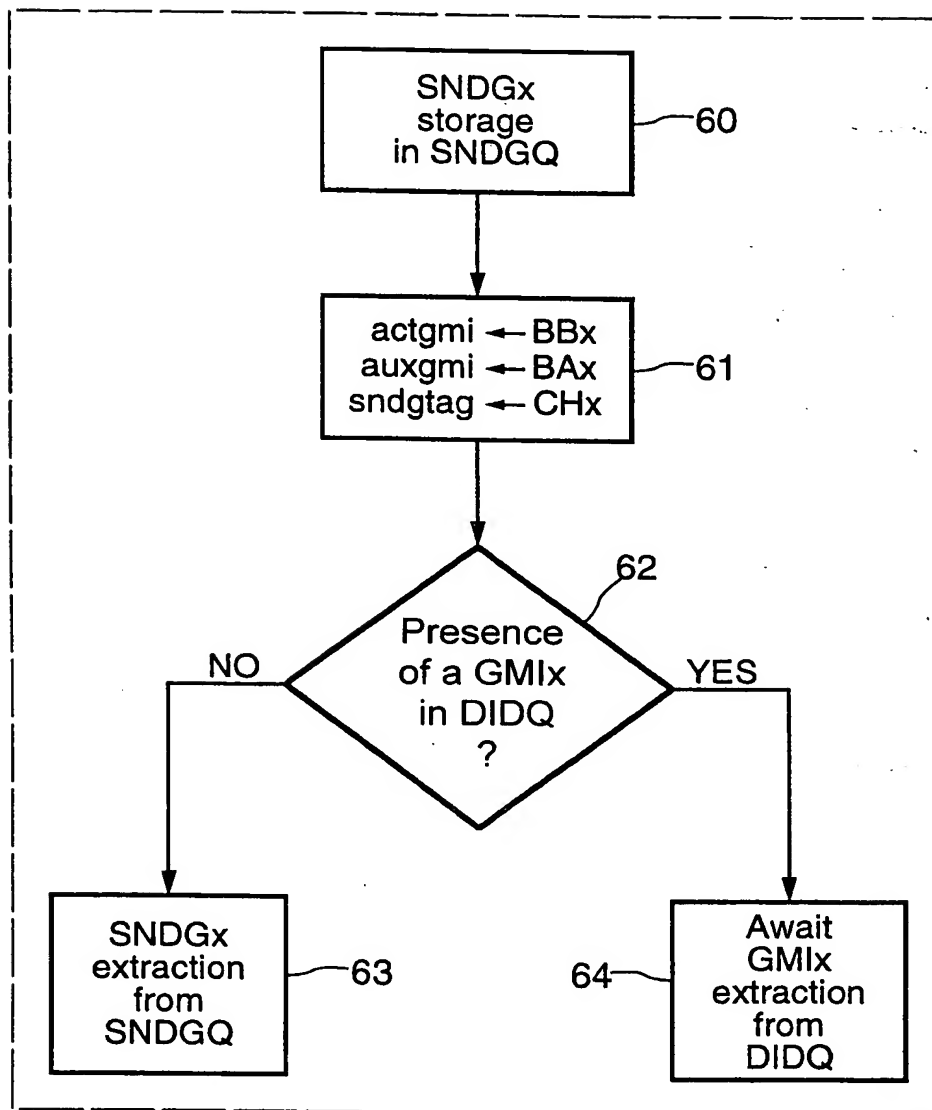 SNDGx
storage
in SNDGQ
60
actgmi ← BBx
auxgmi ← BAx
sndgtag ← CHx
61
62
Presence
of a GMIx
in DIDQ
?
NO
YES
SNDGx
extraction
from
SNDGQ
63
64
Await
GMIx
extraction
from
DIDQ